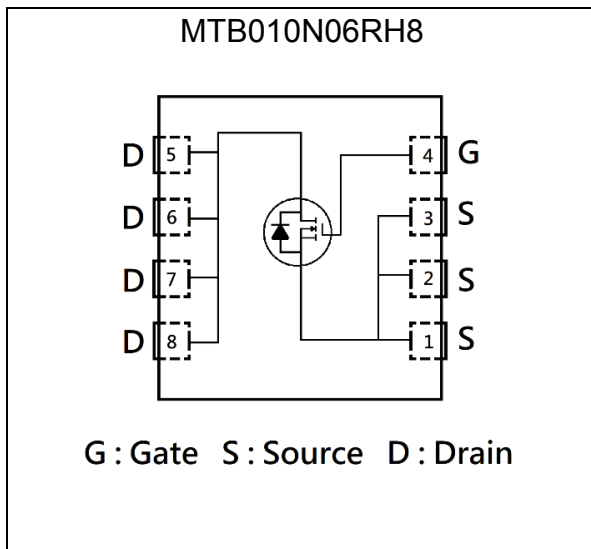 MTB010N06RH8
D 5 4 G
D 6 3 S
D 7 2 S
D 8 1 S
G : Gate S : Source D : Drain